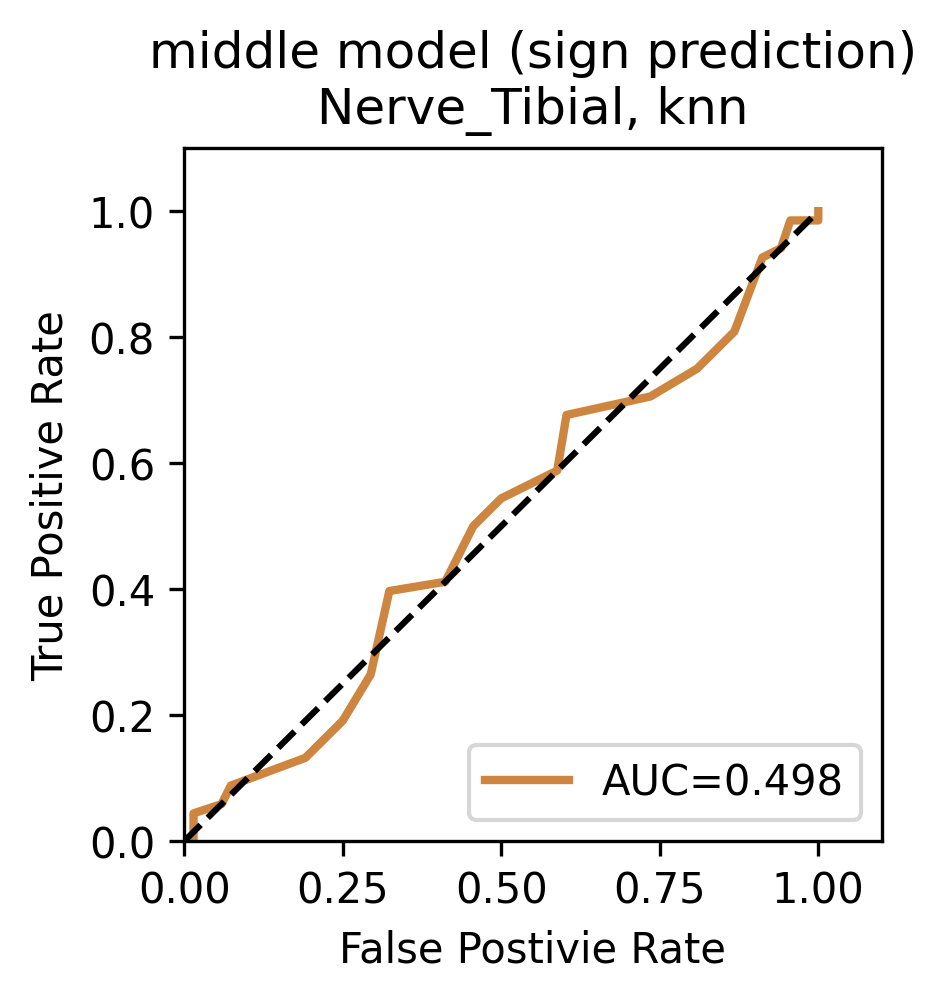 middle model (sign prediction)
Nerve_Tibial, knn
True Positive Rate
1.0
0.8
0.6
0.4
0.2
0.0
AUC=0.498
0.00 0.25 0.50 0.75 1.00
False Postivie Rate